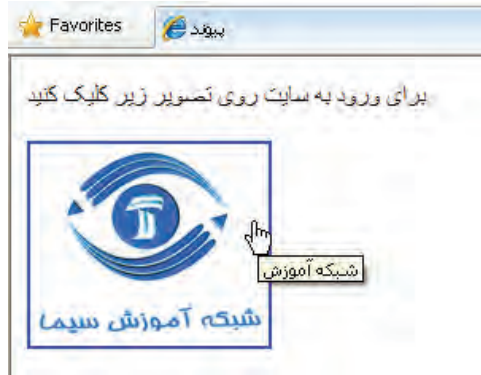 Favorites
پیوند
برای ورود به سایت روی تصویر زیر کلیک کنید
شبکه آموزش
شبکه آموزش سیما